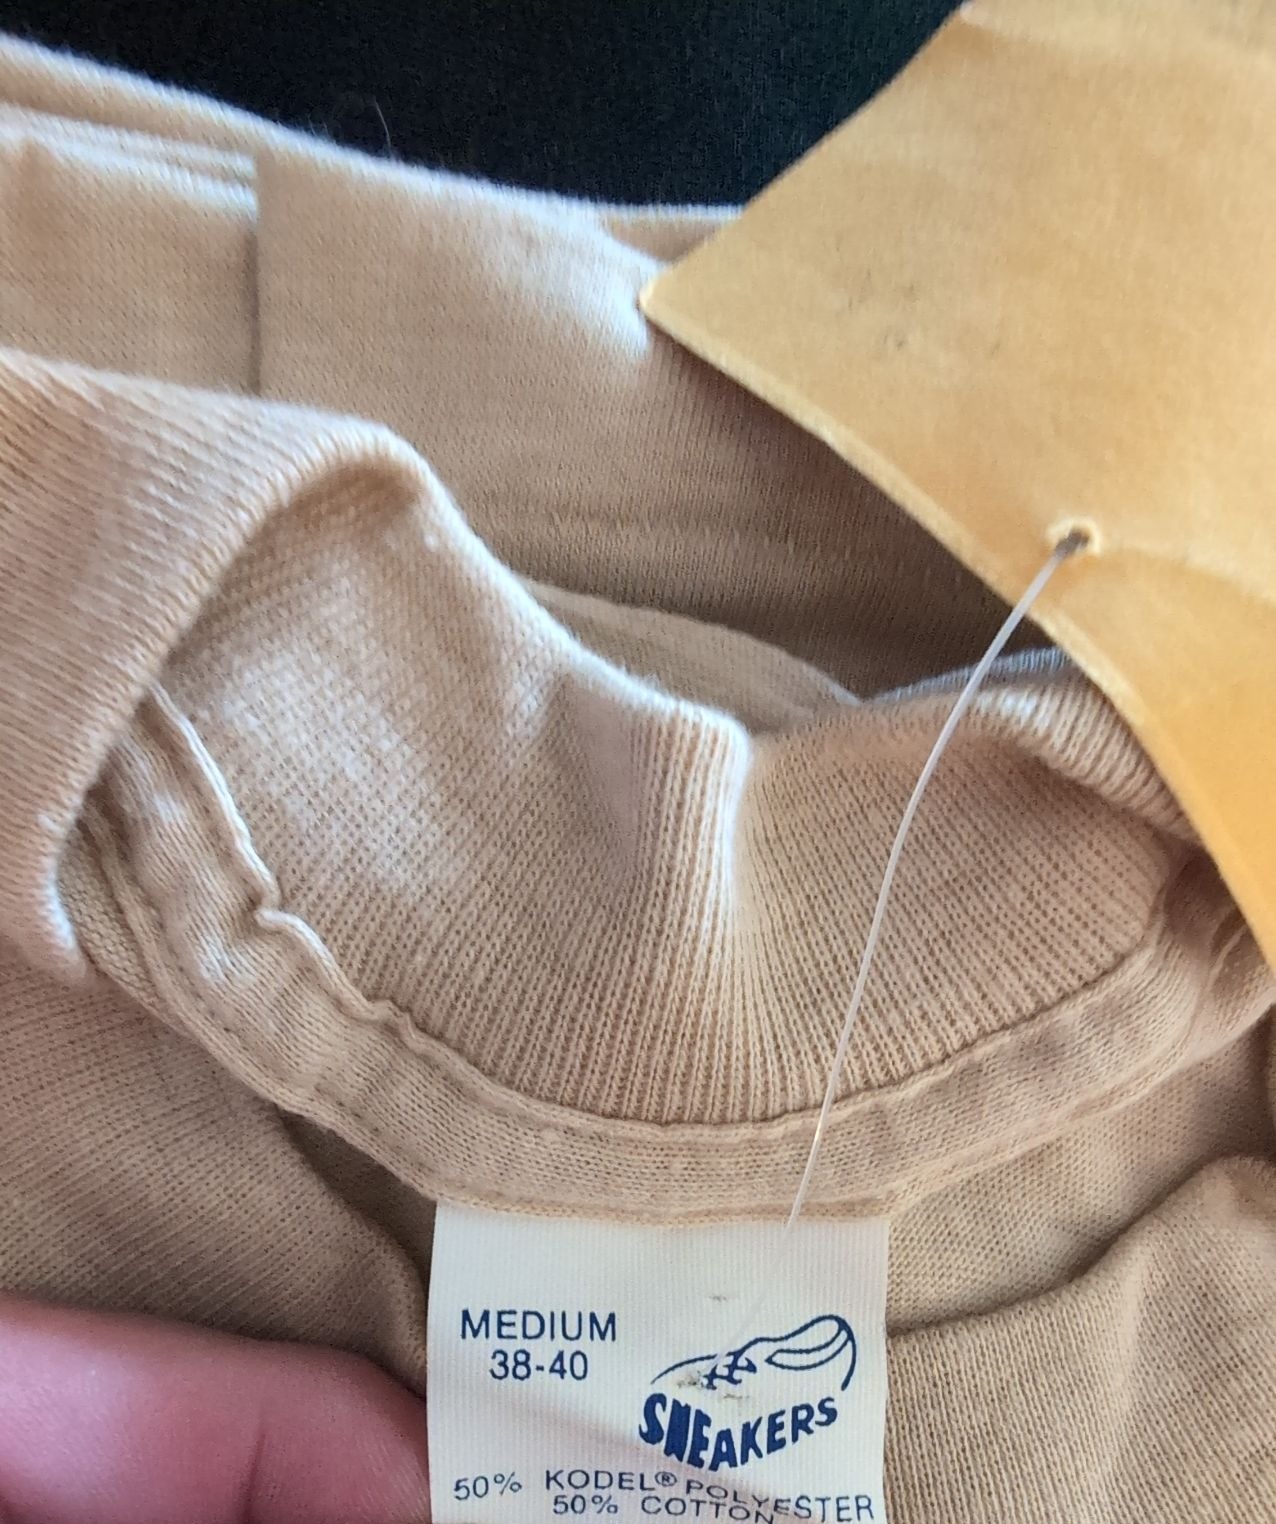 MEDIUM
38-40
SNEAKERS
50% KODEL® POLYESTER
50% COTTON